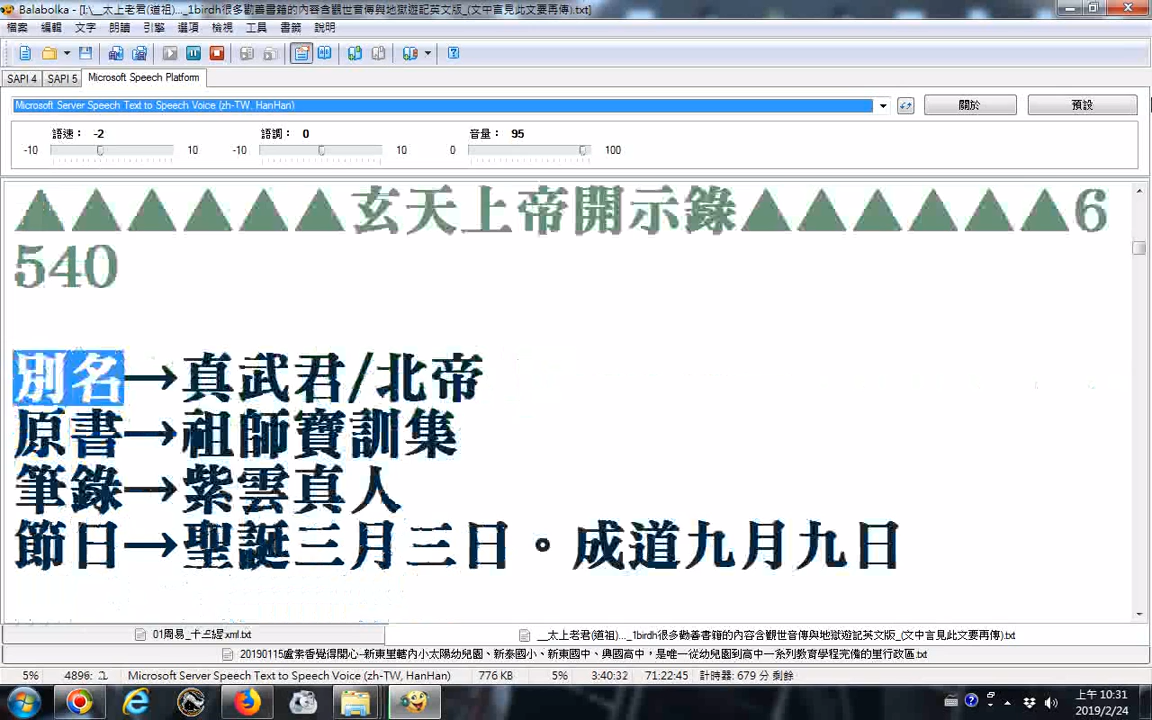 Balabolka - [I:\__太上老君(道祖)..._1birdh很多勸善書籍的內容含觀世音傳與地獄遊記英文版_(文中言見此文要再傳).txt]
檔案 編輯 文字 朗讀 引擎 選項 檢視 工具 書籤 說明
SAPI 4 SAPI 5 Microsoft Speech Platform
Microsoft Server Speech Text to Speech Voice (zh-TW, HanHan) 關於 預設
語速： -2 語調： 0 音量： 95
-10 10 -10 10 0 100
▲▲▲▲▲▲玄天上帝開示錄▲▲▲▲▲▲6
540
別名→真武君/北帝
原書→祖師寶訓集
筆錄→紫雲真人
節日→聖誕三月三日。成道九月九日
__太上老君(道祖)..._1birdh很多勸善書籍的內容含觀世音傳與地獄遊記英文版_(文中言見此文要再傳).txt
20190115盧素香覺得開心-新東里轄內小太陽幼兒園、新泰國小、新東國中、興國高中，是唯一從幼兒園到高中一系列教育學程完備的里行政區.txt
5% Microsoft Server Speech Text to Speech Voice (zh-TW, HanHan) 776 KB 5% 3:40:32 71:22:45 計時器: 679 分 剩餘
上午 10:31
2019/2/24